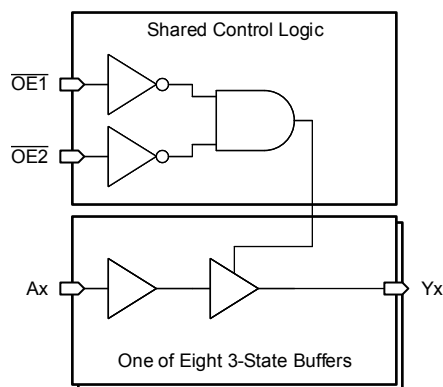 Shared Control Logic
OE1
OE2
Ax
Yx
One of Eight 3-State Buffers